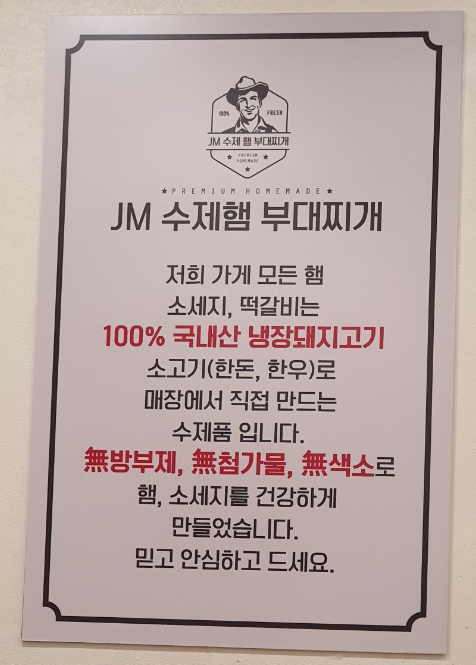 100% FRESH
JM 수제 햄 부대찌개
PREMIUM
HOMEMADE
★PREMIUM HOMEMADE★
JM 수제햄 부대찌개
저희 가게 모든 햄
소세지, 떡갈비는
100% 국내산 냉장돼지고기
소고기(한돈, 한우)로
매장에서 직접 만드는
수제품 입니다.
無방부제, 無첨가물, 無색소로
햄, 소세지를 건강하게
만들었습니다.
믿고 안심하고 드세요.